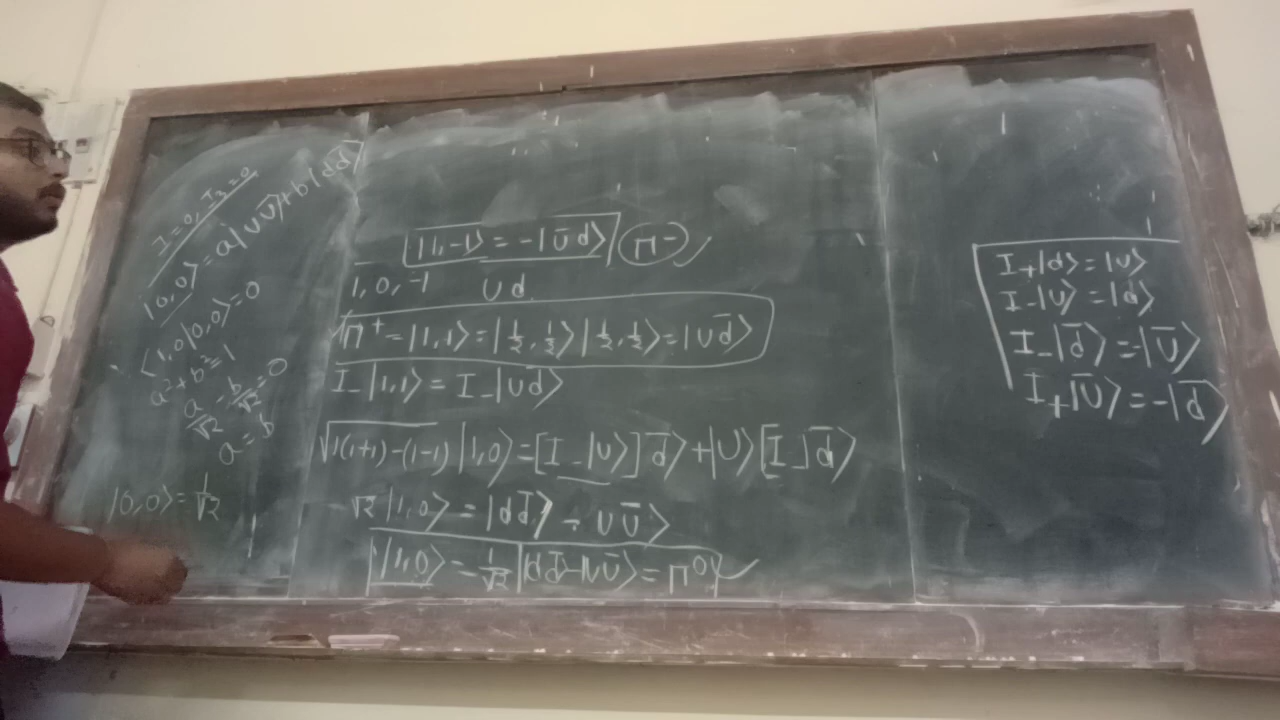 I=0, I₃=0
|0,0⟩ = a|uū⟩+b|dd̄⟩
⟨1,0|0,0⟩=0
a²+b²=1
a/√2 - b/√2 = 0
a=b
|0,0⟩ = 1/√2
|1,-1⟩ = -|ūd⟩ π⁻
1, 0, -1 ud
π⁺ = |1,1⟩ = |½,½⟩|½,½⟩ = |ud̄⟩
I₋|1,1⟩ = I₋|ud̄⟩
√1(1+1)-(1-1) |1,0⟩ = [I₋|u⟩]d̄⟩+|u⟩[I₋|d̄⟩
√2 |1,0⟩ = |dd̄⟩ - uū⟩
|1,0⟩ = 1/√2 |dd̄-uū⟩ = π⁰
I₊|d⟩=|u⟩
I₋|u⟩=|d⟩
I₋|d̄⟩=-|ū⟩
I₊|ū⟩=-|d̄⟩